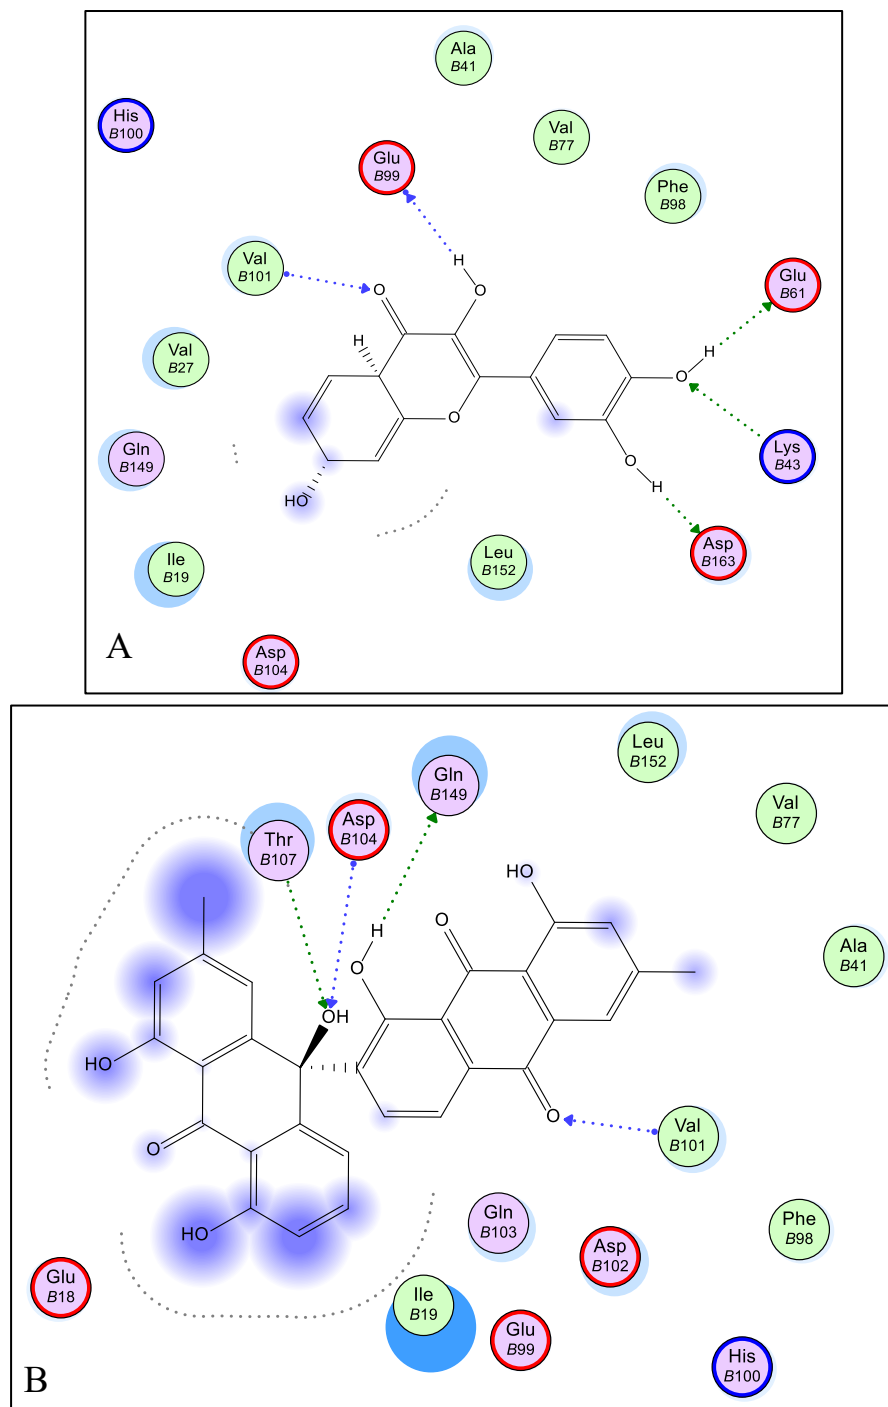 Ala
B41
His
B100
Val
B77
Glu
B99
Phe
B98
H
O
Val
B101
O
Glu
B61
H
H
O
Val
B27
O
Gln
B149
O
H
Lys
B43
HO
Asp
B163
Ile
B19
Leu
B152
A
Asp
B104
Leu
B152
Gln
B149
Val
B77
Asp
B104
Thr
B107
HO
H
O
O
Ala
B41
OH
HO
O
Val
B101
O
Gln
B103
Phe
B98
HO
Asp
B102
Glu
B18
Ile
B19
Glu
B99
His
B100
B